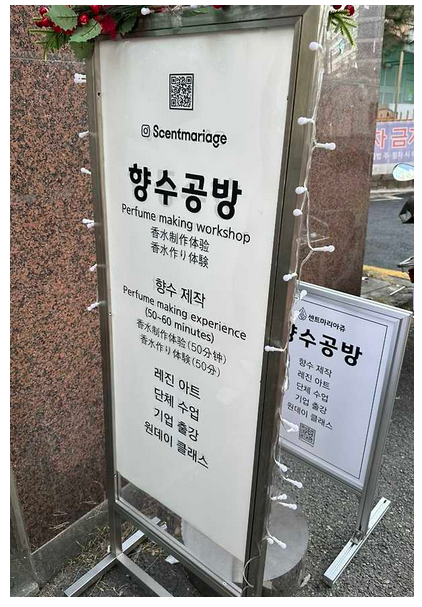 Scentmariage
향수공방
Perfume making workshop
香水制作体验
香水作り体験
향수 제작
Perfume making experience
(50~60 minutes)
香水制作体验(50分钟)
香水作り体験(50分)
레진 아트
단체 수업
기업 출강
원데이 클래스
센트마리아쥬
향수공방
향수 제작
레진 아트
단체 수업
기업 출강
원데이 클래스